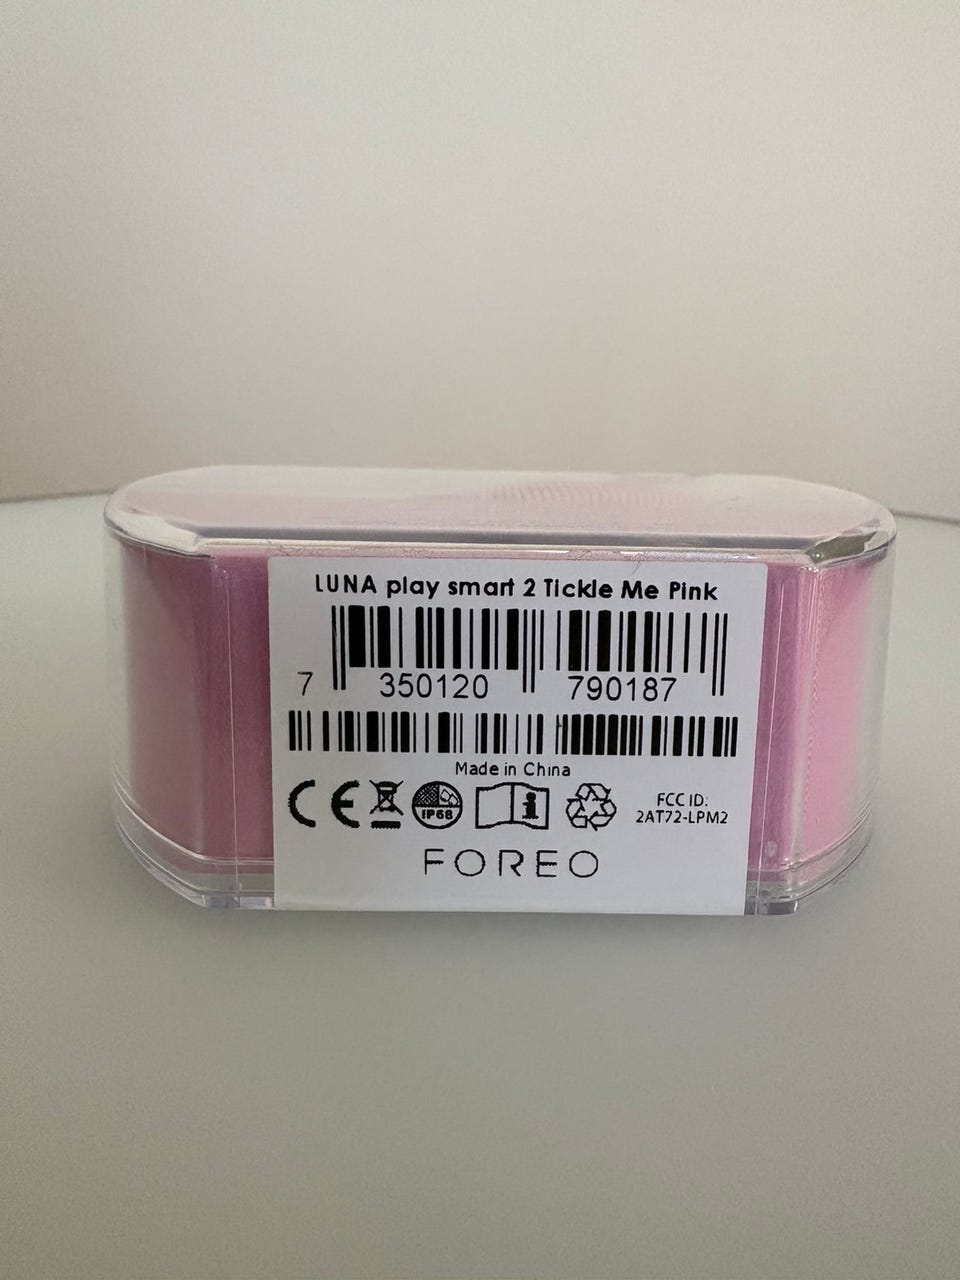 LUNA play smart 2 Tickle Me Pink
7 350120 790187
Made in China
CE IP68 i FCC ID:
2AT72-LPM2
FOREO